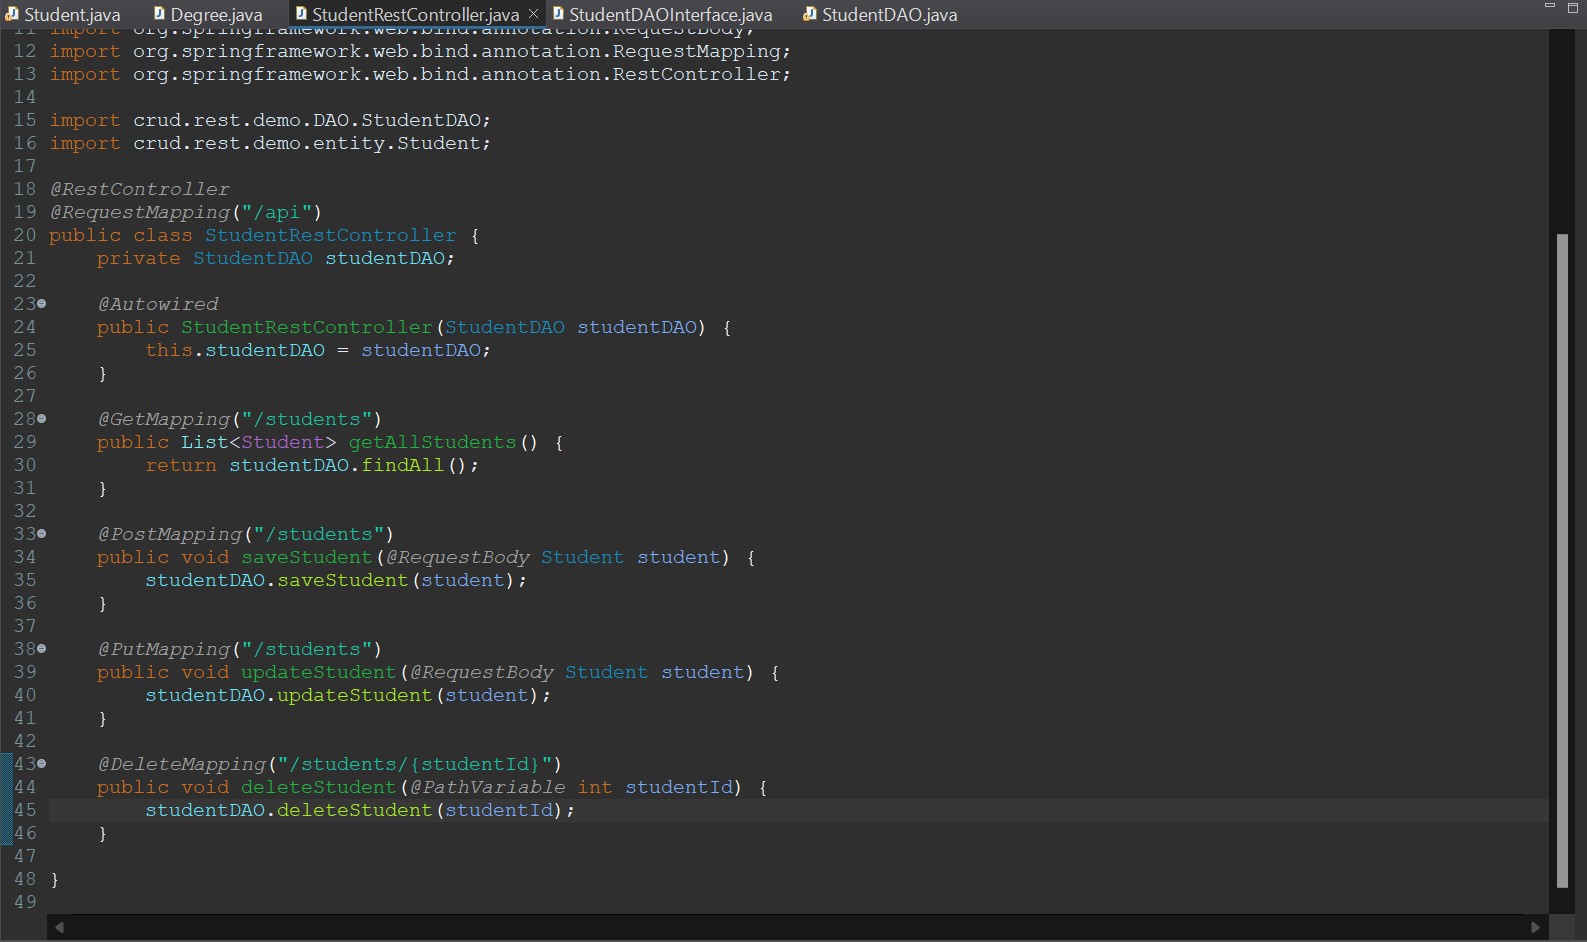 Student.java Degree.java StudentRestController.java StudentDAOInterface.java StudentDAO.java
11 import org.springframework.web.bind.annotation.RequestBody;
12 import org.springframework.web.bind.annotation.RequestMapping;
13 import org.springframework.web.bind.annotation.RestController;
14
15 import crud.rest.demo.DAO.StudentDAO;
16 import crud.rest.demo.entity.Student;
17
18 @RestController
19 @RequestMapping("/api")
20 public class StudentRestController {
21     private StudentDAO studentDAO;
22
23     @Autowired
24     public StudentRestController(StudentDAO studentDAO) {
25         this.studentDAO = studentDAO;
26     }
27
28     @GetMapping("/students")
29     public List<Student> getAllStudents() {
30         return studentDAO.findAll();
31     }
32
33     @PostMapping("/students")
34     public void saveStudent(@RequestBody Student student) {
35         studentDAO.saveStudent(student);
36     }
37
38     @PutMapping("/students")
39     public void updateStudent(@RequestBody Student student) {
40         studentDAO.updateStudent(student);
41     }
42
43     @DeleteMapping("/students/{studentId}")
44     public void deleteStudent(@PathVariable int studentId) {
45         studentDAO.deleteStudent(studentId);
46     }
47
48 }
49